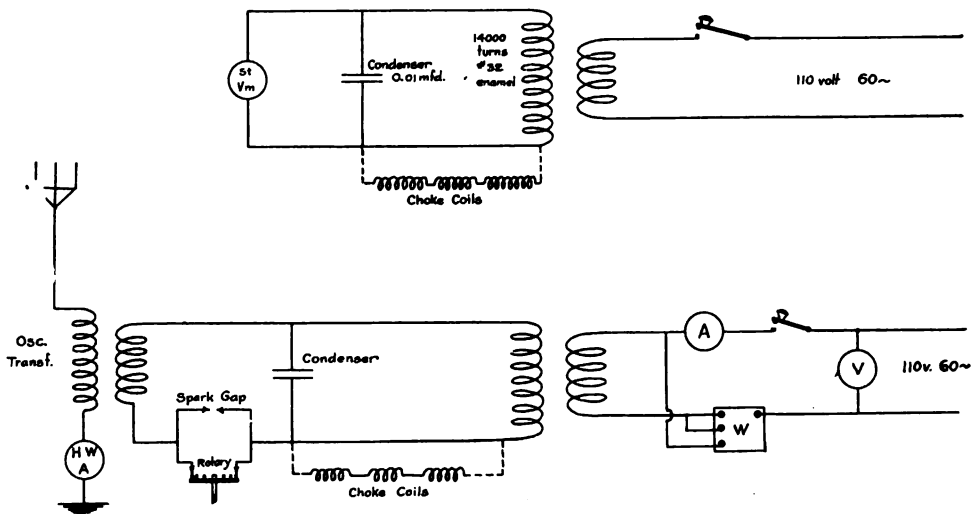 St
Vm
Condenser
0.01 mfd.
14000
turns
#32
enamel
110 volt 60~
Choke Coils
Osc.
Transf.
H W
A
Spark Gap
Rotary
Condenser
Choke Coils
A
V
W
110v. 60~